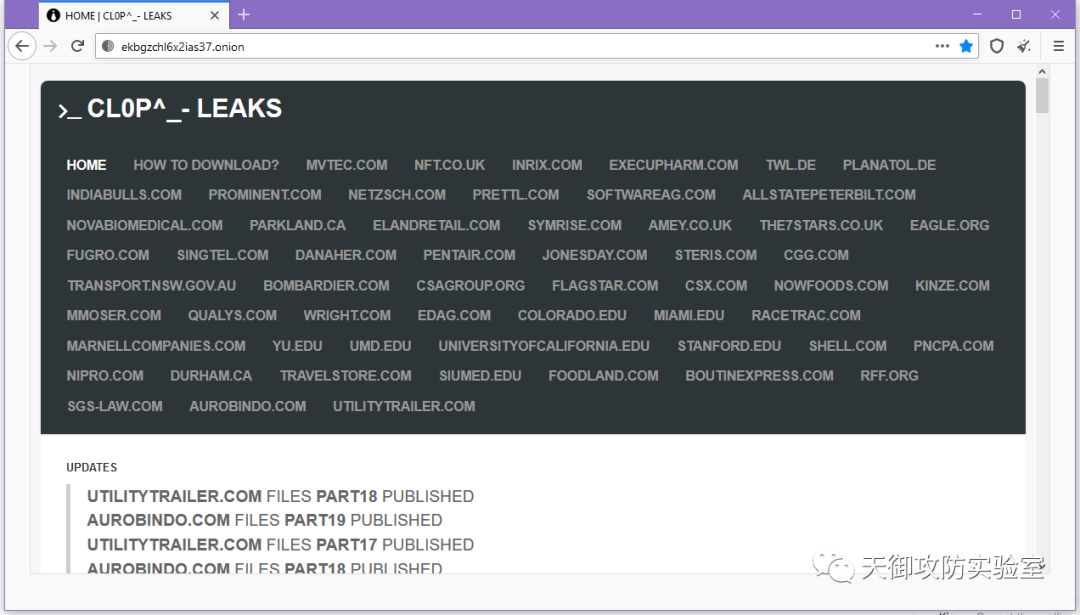 HOME | CL0P^_- LEAKS
ekbgzchl6x2ias37.onion
>_ CL0P^_- LEAKS
HOME HOW TO DOWNLOAD? MVTEC.COM NFT.CO.UK INRIX.COM EXECUPHARM.COM TWL.DE PLANATOL.DE
INDIABULLS.COM PROMINENT.COM NETZSCH.COM PRETTL.COM SOFTWAREAG.COM ALLSTATEPETERBILT.COM
NOVABIOMEDICAL.COM PARKLAND.CA ELANDRETAIL.COM SYMRISE.COM AMEY.CO.UK THE7STARS.CO.UK EAGLE.ORG
FUGRO.COM SINGTEL.COM DANAHER.COM PENTAIR.COM JONESDAY.COM STERIS.COM CGG.COM
TRANSPORT.NSW.GOV.AU BOMBARDIER.COM CSAGROUP.ORG FLAGSTAR.COM CSX.COM NOWFOODS.COM KINZE.COM
MMOSER.COM QUALYS.COM WRIGHT.COM EDAG.COM COLORADO.EDU MIAMI.EDU RACETRAC.COM
MARNELLCOMPANIES.COM YU.EDU UMD.EDU UNIVERSITYOFCALIFORNIA.EDU STANFORD.EDU SHELL.COM PNCPA.COM
NIPRO.COM DURHAM.CA TRAVELSTORE.COM SIUMED.EDU FOODLAND.COM BOUTINEXPRESS.COM RFF.ORG
SGS-LAW.COM AUROBINDO.COM UTILITYTRAILER.COM
UPDATES
UTILITYTRAILER.COM FILES PART18 PUBLISHED
AUROBINDO.COM FILES PART19 PUBLISHED
UTILITYTRAILER.COM FILES PART17 PUBLISHED
AUROBINDO.COM FILES PART18 PUBLISHED
天御攻防实验室